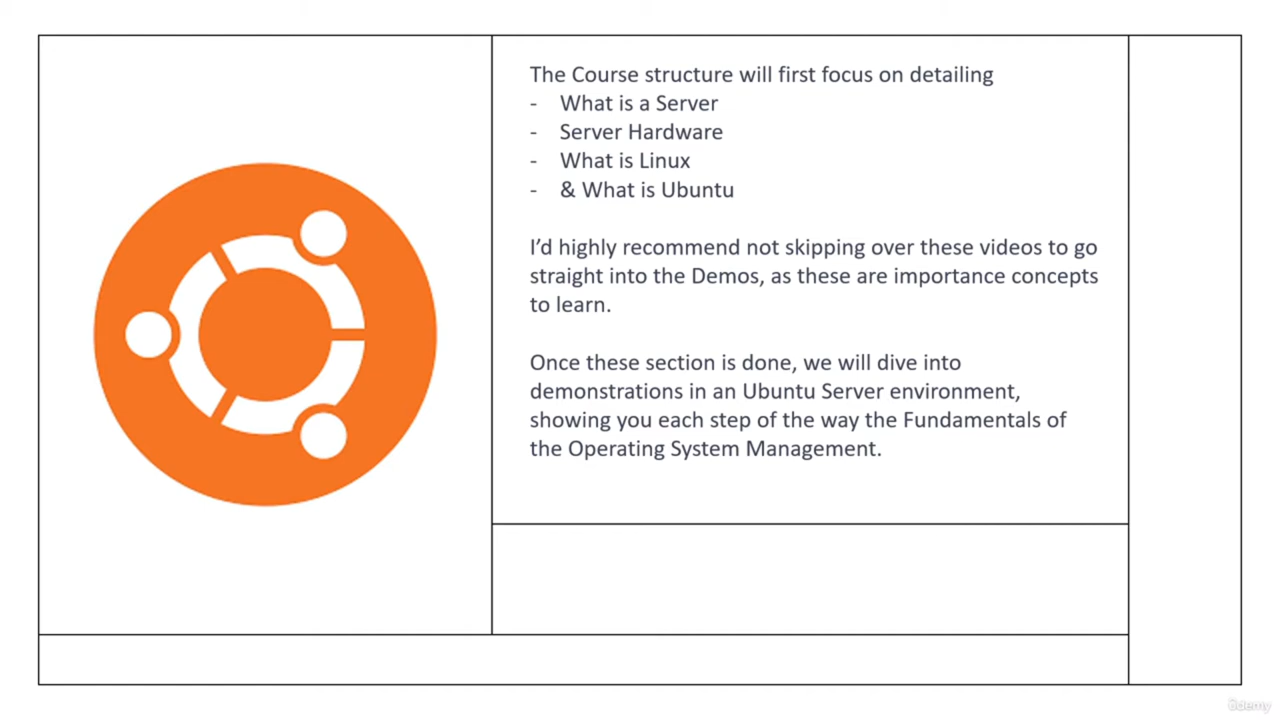 The Course structure will first focus on detailing
- What is a Server
- Server Hardware
- What is Linux
- & What is Ubuntu
I'd highly recommend not skipping over these videos to go
straight into the Demos, as these are importance concepts
to learn.
Once these section is done, we will dive into
demonstrations in an Ubuntu Server environment,
showing you each step of the way the Fundamentals of
the Operating System Management.
ûdemy